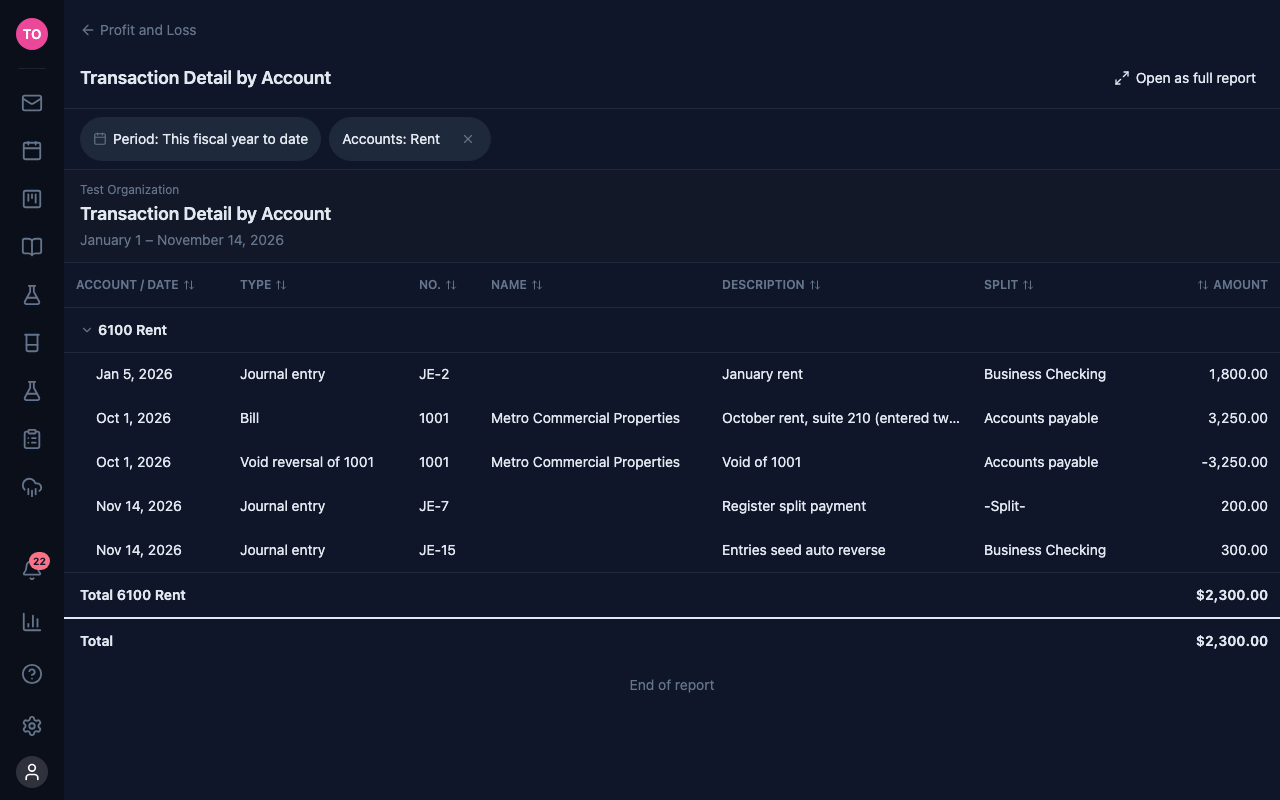 TO
Profit and Loss
Transaction Detail by Account
Open as full report
Period: This fiscal year to date
Accounts: Rent
Test Organization
Transaction Detail by Account
January 1 – November 14, 2026
ACCOUNT / DATE TYPE NO. NAME DESCRIPTION SPLIT AMOUNT
6100 Rent
Jan 5, 2026 Journal entry JE-2 January rent Business Checking 1,800.00
Oct 1, 2026 Bill 1001 Metro Commercial Properties October rent, suite 210 (entered tw... Accounts payable 3,250.00
Oct 1, 2026 Void reversal of 1001 1001 Metro Commercial Properties Void of 1001 Accounts payable -3,250.00
Nov 14, 2026 Journal entry JE-7 Register split payment -Split- 200.00
Nov 14, 2026 Journal entry JE-15 Entries seed auto reverse Business Checking 300.00
22
Total 6100 Rent $2,300.00
Total $2,300.00
End of report